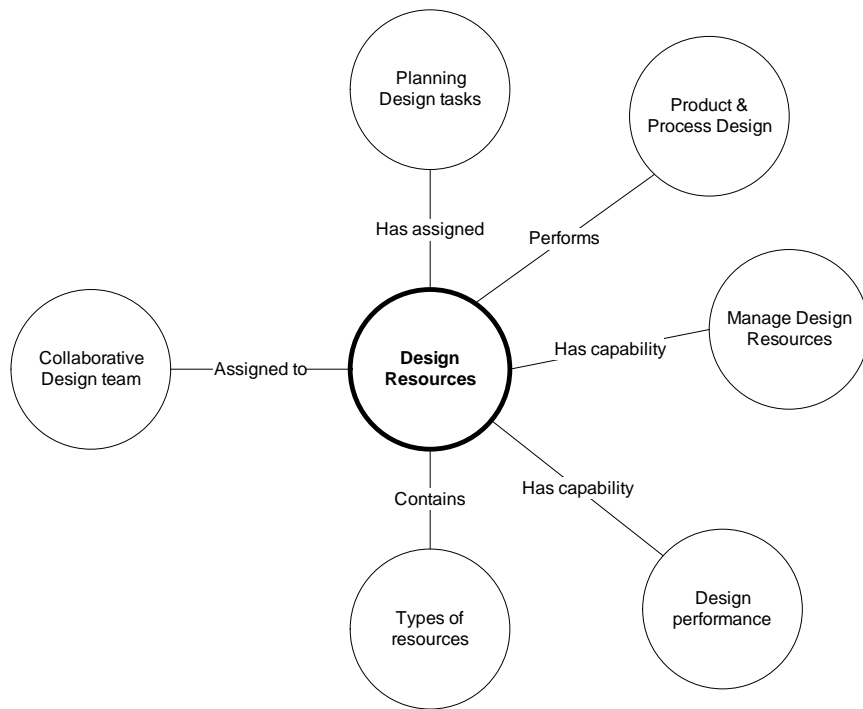 Planning
Design tasks
Product &
Process Design
Has assigned
Performs
Manage Design
Resources
Has capability
Collaborative
Design team
Assigned to
Design
Resources
Has capability
Contains
Types of
resources
Design
performance